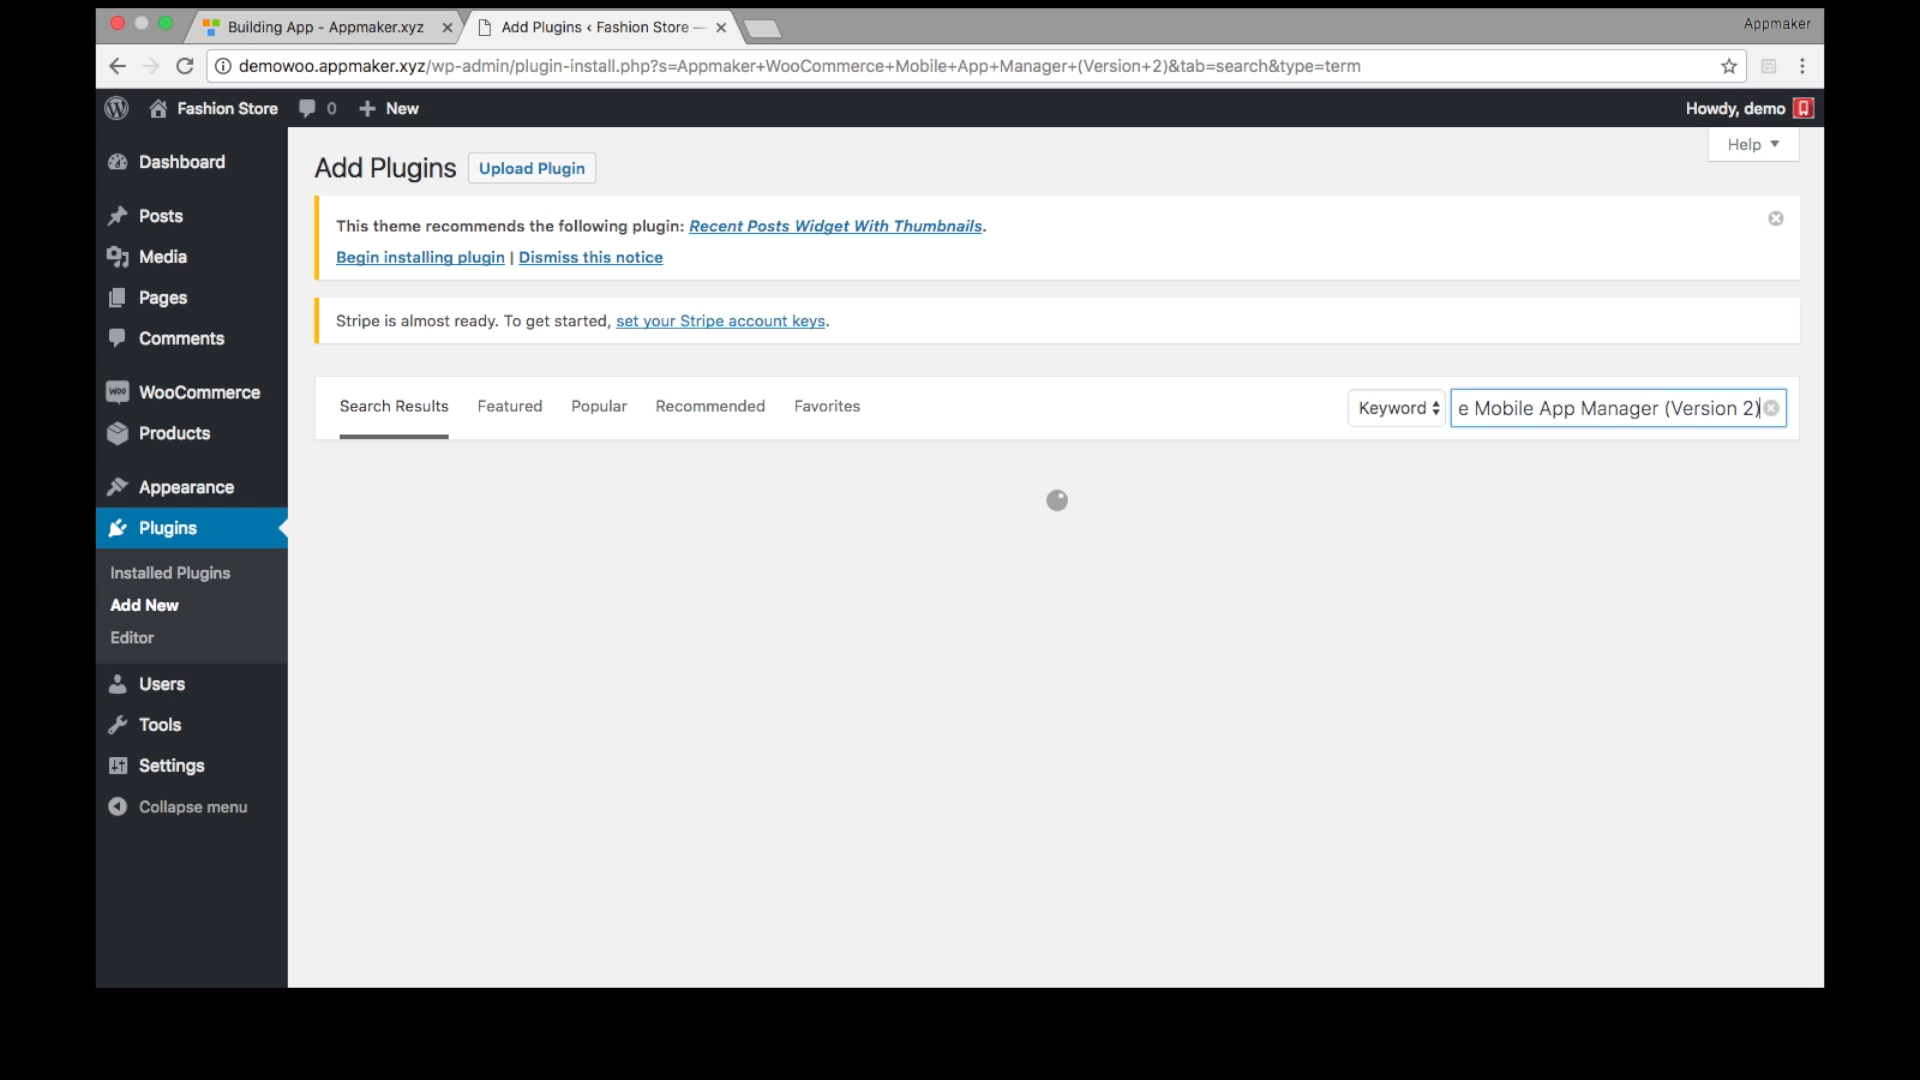 Building App - Appmaker.xyz
Add Plugins ‹ Fashion Store —
Appmaker
demowoo.appmaker.xyz/wp-admin/plugin-install.php?s=Appmaker+WooCommerce+Mobile+App+Manager+(Version+2)&tab=search&type=term
Fashion Store 0 New
Howdy, demo
Help
Dashboard
Posts
Media
Pages
Comments
WooCommerce
Products
Appearance
Plugins
Installed Plugins
Add New
Editor
Users
Tools
Settings
Collapse menu
Add Plugins Upload Plugin
This theme recommends the following plugin: Recent Posts Widget With Thumbnails.
Begin installing plugin | Dismiss this notice
Stripe is almost ready. To get started, set your Stripe account keys.
Search Results Featured Popular Recommended Favorites
Keyword e Mobile App Manager (Version 2)